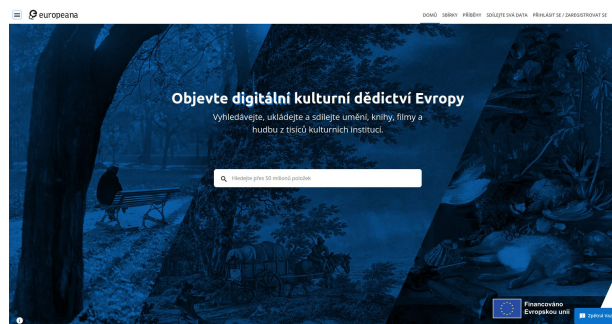 europeana
DOMŮ SBÍRKY PŘÍBĚHY SDÍLEJTE SVÁ DATA PŘIHLÁSIT SE / ZAREGISTROVAT SE
Objevte digitální kulturní dědictví Evropy
Vyhledávejte, ukládejte a sdílejte umění, knihy, filmy a
hudbu z tisíců kulturních institucí.
Hledejte přes 50 milionů položek
Financováno
Evropskou unií
Zpětná